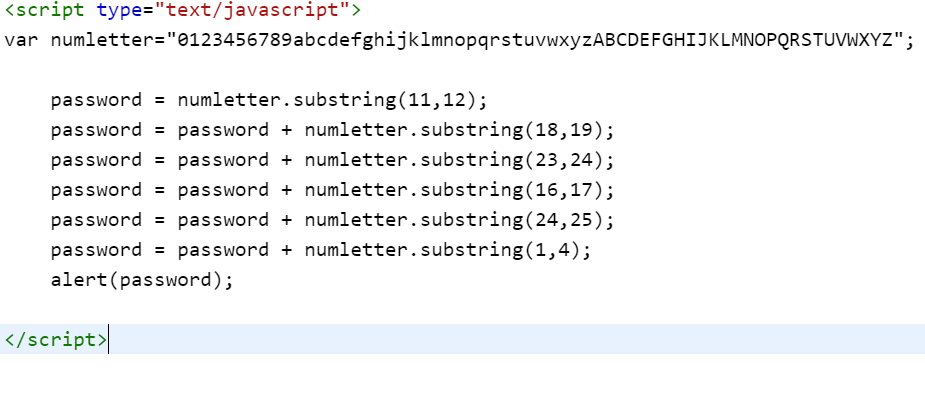 <script type="text/javascript">
var numletter="0123456789abcdefghijklmnopqrstuvwxyzABCDEFGHIJKLMNOPQRSTUVWXYZ";
password = numletter.substring(11,12);
password = password + numletter.substring(18,19);
password = password + numletter.substring(23,24);
password = password + numletter.substring(16,17);
password = password + numletter.substring(24,25);
password = password + numletter.substring(1,4);
alert(password);
</script>